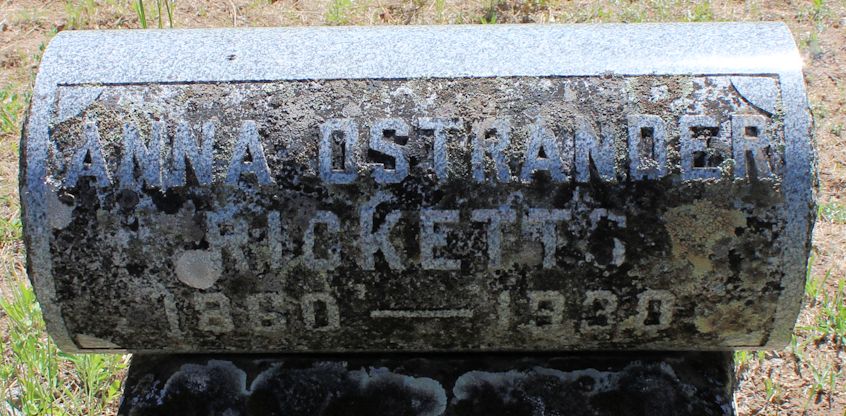 ANNA OSTRANDER
RICKETTS
1860 — 1930